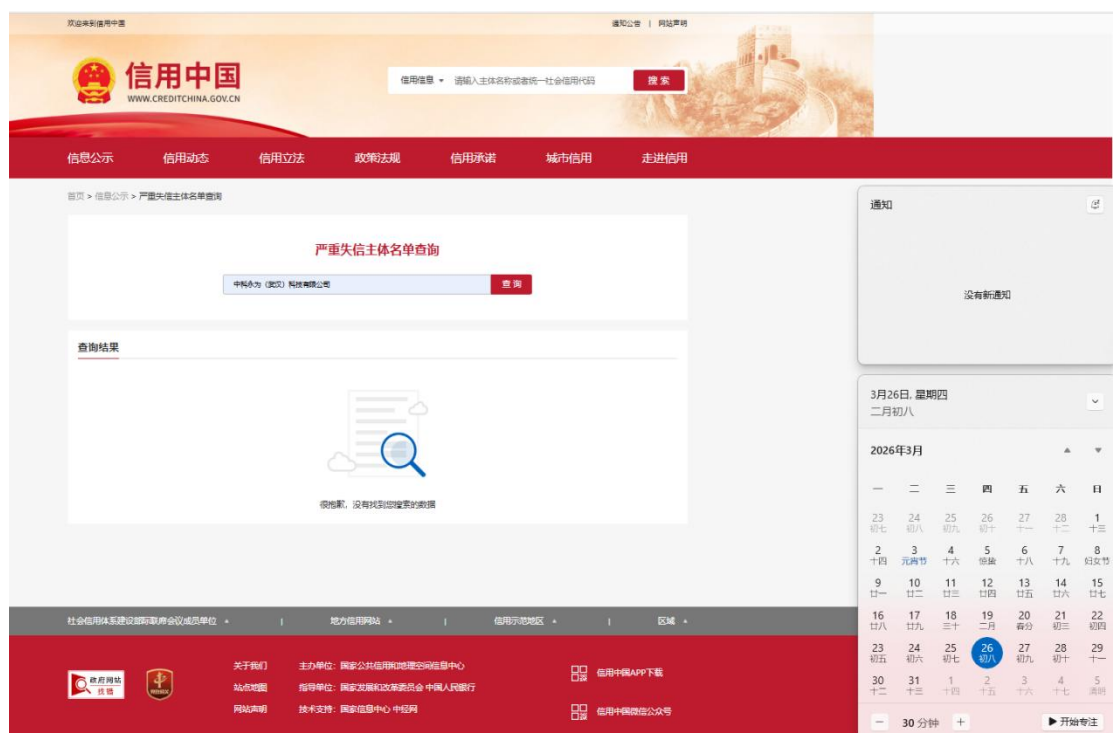 欢迎来到信用中国
通知公告 | 网站声明
信用中国
WWW.CREDITCHINA.GOV.CN
信用信息 请输入主体名称或者统一社会信用代码 搜索
信息公示 信用动态 信用立法 政策法规 信用承诺 城市信用 走进信用
首页 > 信息公示 > 严重失信主体名单查询
严重失信主体名单查询
中科永为（武汉）科技有限公司 查询
查询结果
很抱歉，没有找到您搜索的数据
社会信用体系建设部际联席会议成员单位 | 地方信用网站 | 信用示范地区 | 区域
政府网站
找错
关于我们 主办单位：国家公共信用和地理空间信息中心
站点地图 指导单位：国家发展和改革委员会 中国人民银行
网站声明 技术支持：国家信息中心 中经网
信用中国APP下载
信用中国微信公众号
通知
没有新通知
3月26日, 星期四
二月初八
2026年3月
一 二 三 四 五 六 日
23 24 25 26 27 28 1
初七 初八 初九 初十 十一 十二 十三
2 3 4 5 6 7 8
十四 元宵节 十六 惊蛰 十八 十九 妇女节
9 10 11 12 13 14 15
廿一 廿二 廿三 廿四 廿五 廿六 廿七
16 17 18 19 20 21 22
廿八 廿九 三十 二月 春分 初三 初四
23 24 25 26 27 28 29
初五 初六 初七 初八 初九 初十 十一
30 31 1 2 3 4 5
十二 十三 十四 十五 十六 十七 清明
30 分钟
开始专注